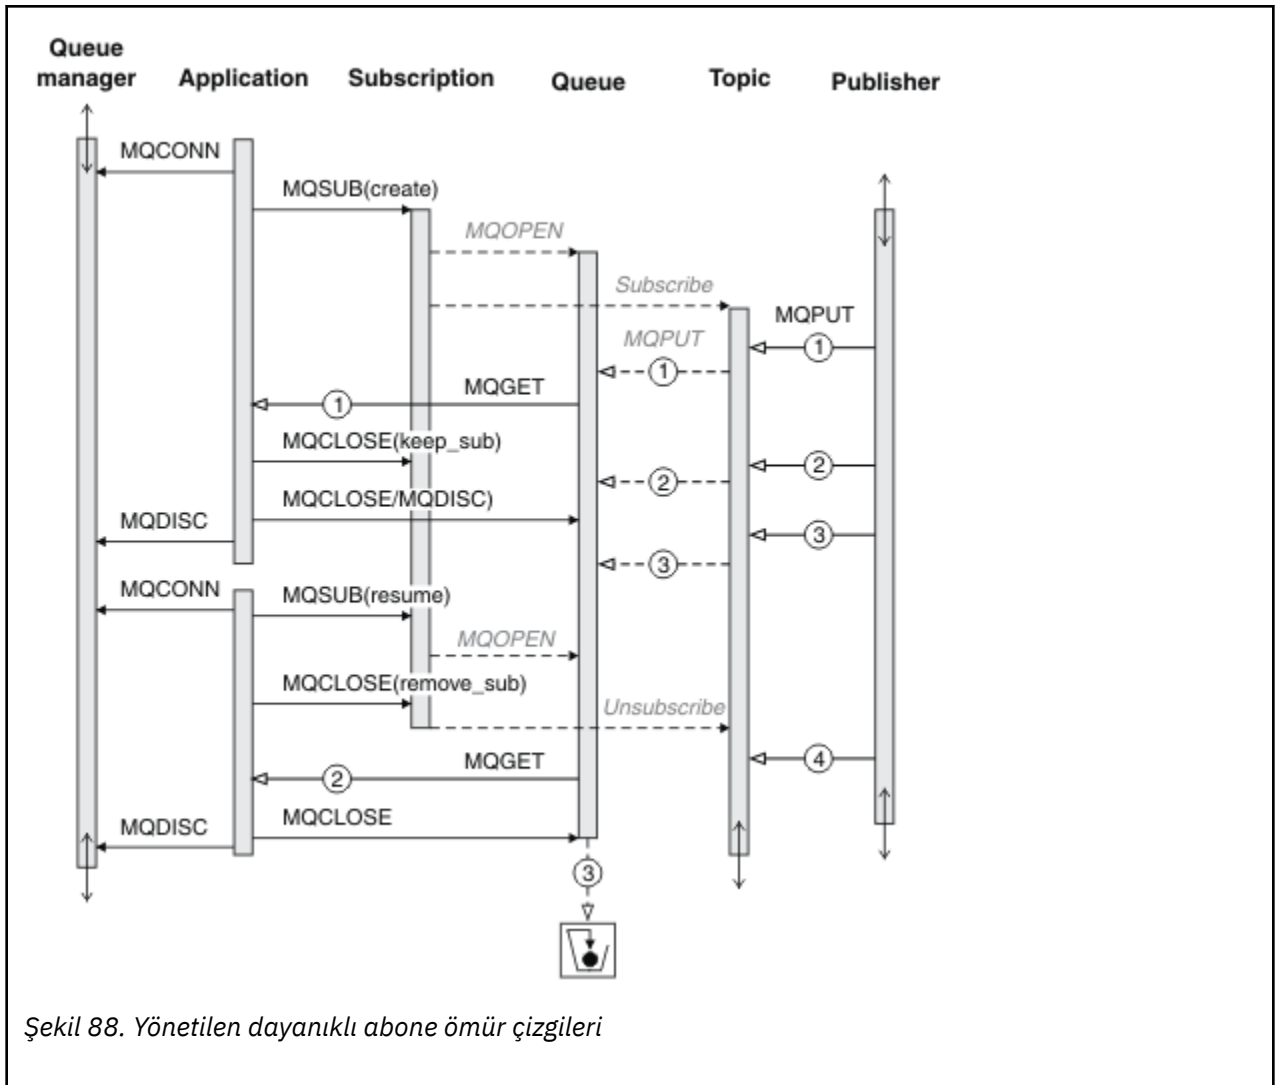 Queue
manager
Application
Subscription
Queue
Topic
Publisher
MQCONN
MQSUB(create)
MQOPEN
Subscribe
MQPUT
1
MQPUT
1
MQGET
1
MQCLOSE(keep_sub)
2
2
MQCLOSE/MQDISC)
MQDISC
3
3
MQCONN
MQSUB(resume)
MQOPEN
MQCLOSE(remove_sub)
Unsubscribe
4
MQGET
2
MQCLOSE
MQDISC
3
Şekil 88. Yönetilen dayanıklı abone ömür çizgileri